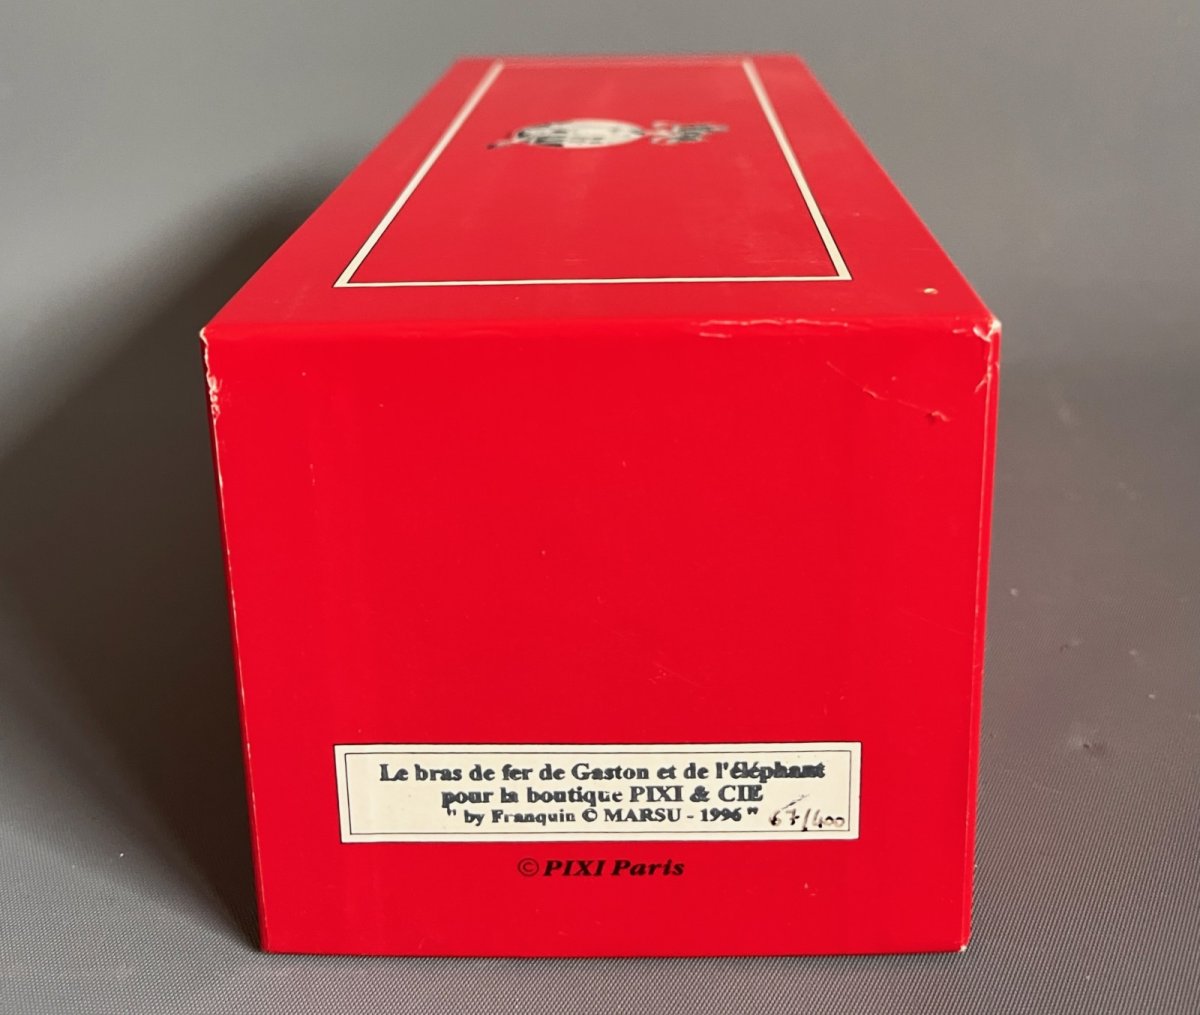 Le bras de fer de Gaston et de l'éléphant
pour la boutique PIXI & CIE
" by Franquin © MARSU - 1996 " 67/400
© PIXI Paris